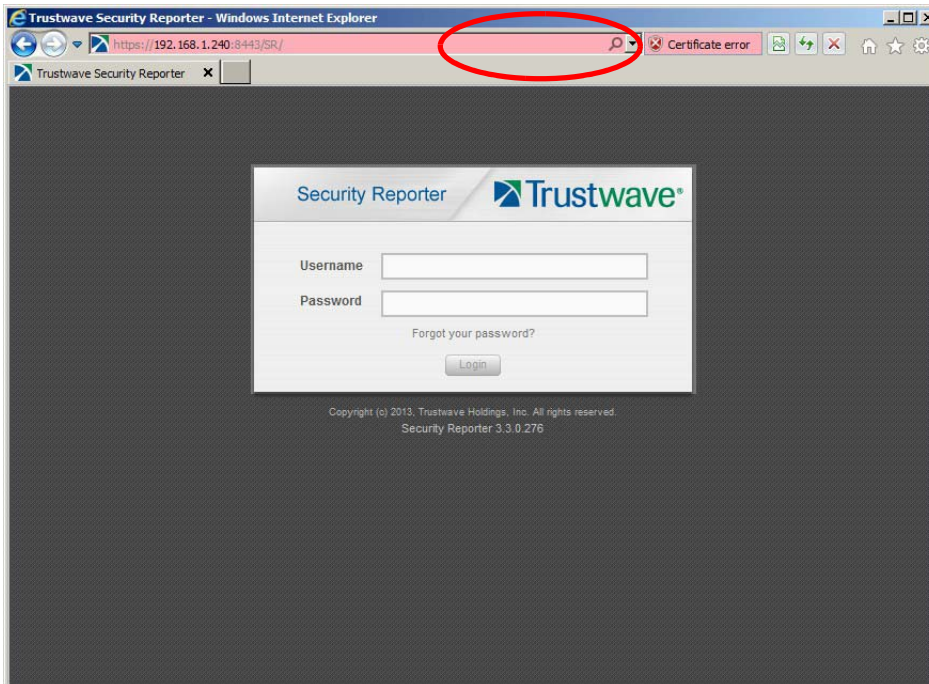 Trustwave Security Reporter - Windows Internet Explorer
https://192.168.1.240:8443/SR/
Certificate error
Trustwave Security Reporter
Security Reporter
Trustwave®
Username
Password
Forgot your password?
Login
Copyright (c) 2013, Trustwave Holdings, Inc. All rights reserved.
Security Reporter 3.3.0.276